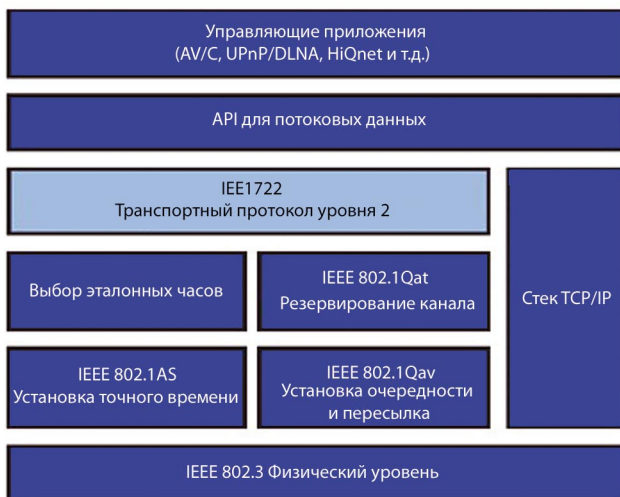 Управляющие приложения
(AV/C, UPnP/DLNA, HiQnet и т.д.)
API для потоковых данных
IEE1722
Транспортный протокол уровня 2
Выбор эталонных часов
IEEE 802.1Qat
Резервирование канала
Стек TCP/IP
IEEE 802.1AS
Установка точного времени
IEEE 802.1Qav
Установка очередности
и пересылка
IEEE 802.3 Физический уровень